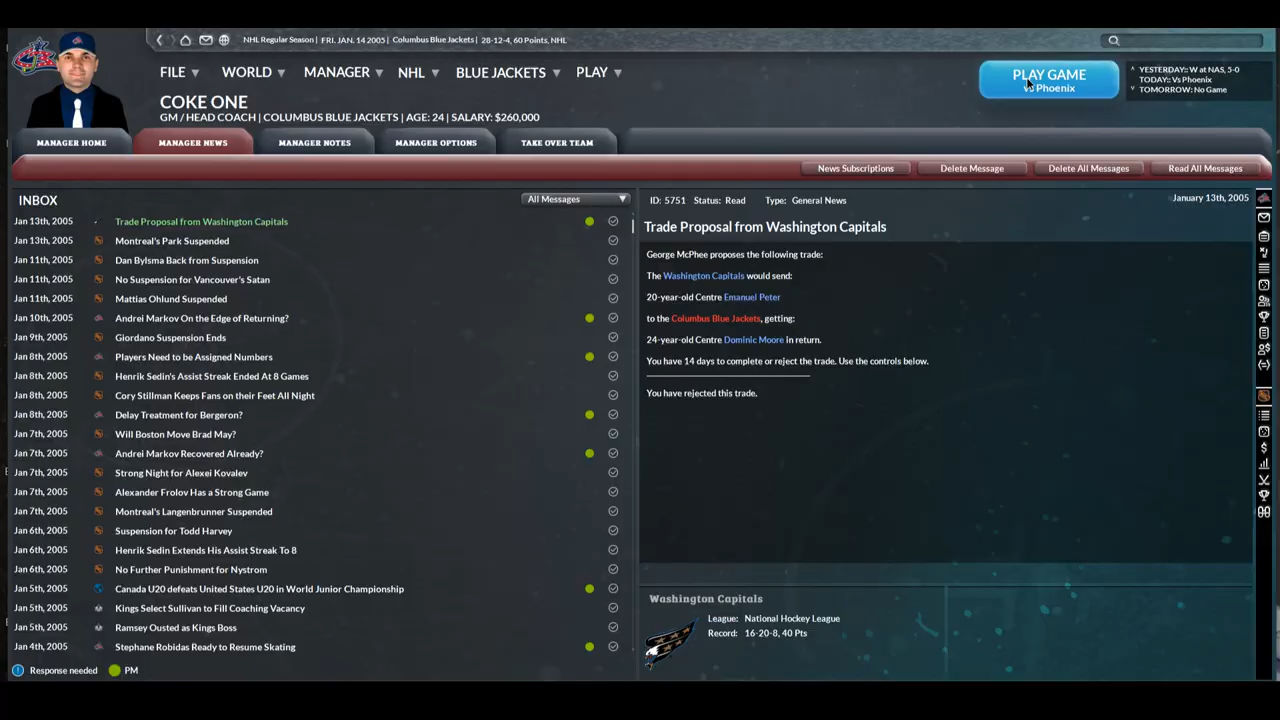 NHL Regular Season | FRI. JAN. 14 2005 | Columbus Blue Jackets | 28-12-4, 60 Points, NHL
FILE WORLD MANAGER NHL BLUE JACKETS PLAY
PLAY GAME
vs Phoenix
YESTERDAY:: W at NAS, 5-0
TODAY:: Vs Phoenix
TOMORROW: No Game
COKE ONE
GM / HEAD COACH | COLUMBUS BLUE JACKETS | AGE: 24 | SALARY: $260,000
MANAGER HOME MANAGER NEWS MANAGER NOTES MANAGER OPTIONS TAKE OVER TEAM
News Subscriptions Delete Message Delete All Messages Read All Messages
INBOX All Messages
Jan 13th, 2005 Trade Proposal from Washington Capitals
Jan 13th, 2005 Montreal's Park Suspended
Jan 11th, 2005 Dan Bylsma Back from Suspension
Jan 11th, 2005 No Suspension for Vancouver's Satan
Jan 11th, 2005 Mattias Ohlund Suspended
Jan 10th, 2005 Andrei Markov On the Edge of Returning?
Jan 9th, 2005 Giordano Suspension Ends
Jan 8th, 2005 Players Need to be Assigned Numbers
Jan 8th, 2005 Henrik Sedin's Assist Streak Ended At 8 Games
Jan 8th, 2005 Cory Stillman Keeps Fans on their Feet All Night
Jan 8th, 2005 Delay Treatment for Bergeron?
Jan 7th, 2005 Will Boston Move Brad May?
Jan 7th, 2005 Andrei Markov Recovered Already?
Jan 7th, 2005 Strong Night for Alexei Kovalev
Jan 7th, 2005 Alexander Frolov Has a Strong Game
Jan 7th, 2005 Montreal's Langenbrunner Suspended
Jan 6th, 2005 Suspension for Todd Harvey
Jan 6th, 2005 Henrik Sedin Extends His Assist Streak To 8
Jan 6th, 2005 No Further Punishment for Nystrom
Jan 5th, 2005 Canada U20 defeats United States U20 in World Junior Championship
Jan 5th, 2005 Kings Select Sullivan to Fill Coaching Vacancy
Jan 5th, 2005 Ramsey Ousted as Kings Boss
Jan 4th, 2005 Stephane Robidas Ready to Resume Skating
Response needed PM
ID: 5751 Status: Read Type: General News January 13th, 2005
Trade Proposal from Washington Capitals
George McPhee proposes the following trade:
The Washington Capitals would send:
20-year-old Centre Emanuel Peter
to the Columbus Blue Jackets, getting:
24-year-old Centre Dominic Moore in return.
You have 14 days to complete or reject the trade. Use the controls below.
You have rejected this trade.
Washington Capitals
League: National Hockey League
Record: 16-20-8, 40 Pts